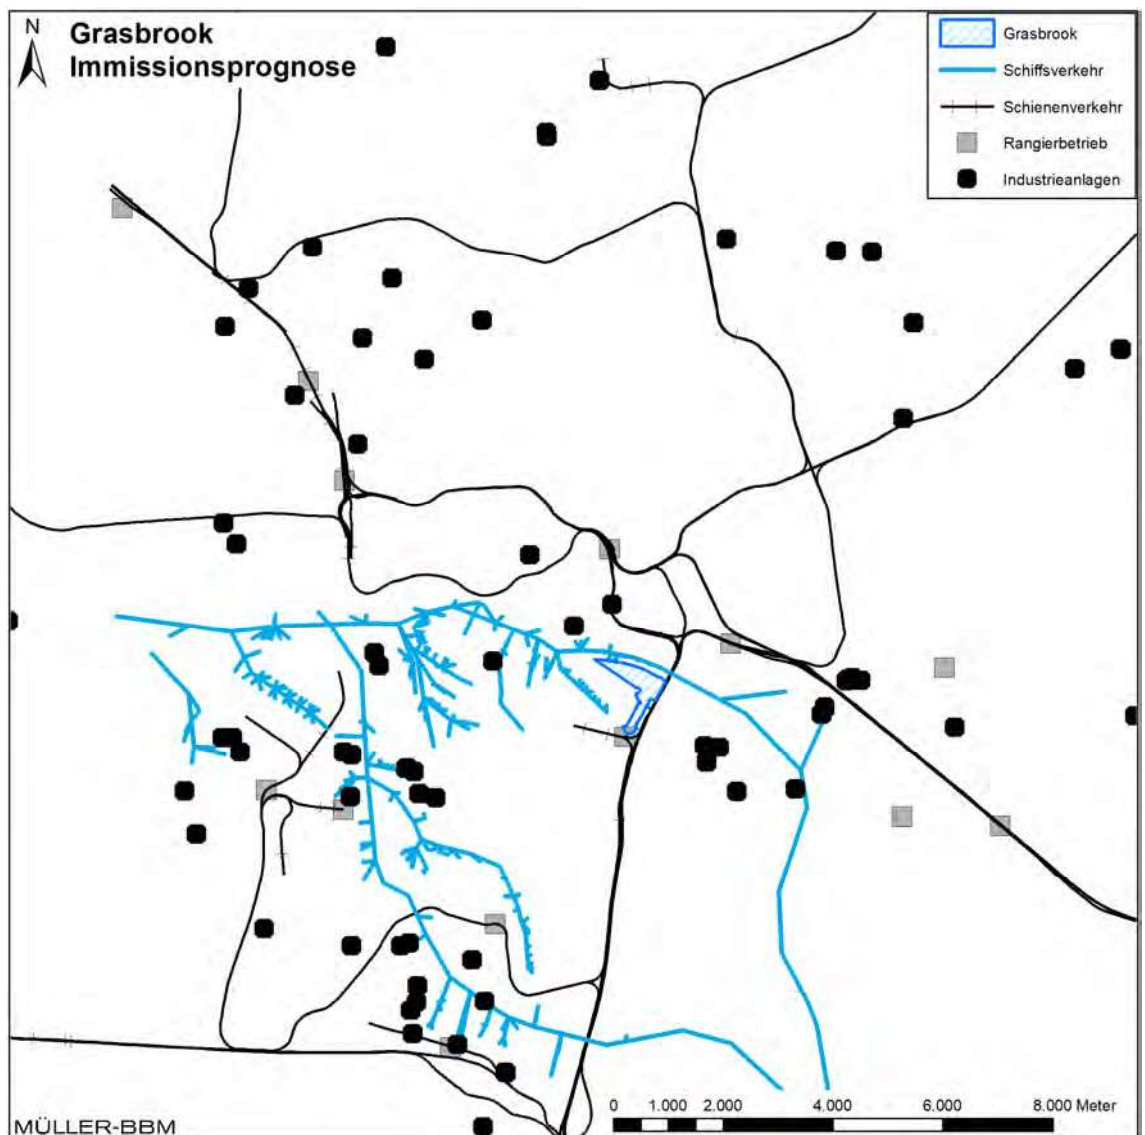 N
Grasbrook
Immissionsprognose
Grasbrook
Schiffsverkehr
Schienenverkehr
Rangierbetrieb
Industrieanlagen
0 1.000 2.000 4.000 6.000 8.000 Meter
MÜLLER-BBM